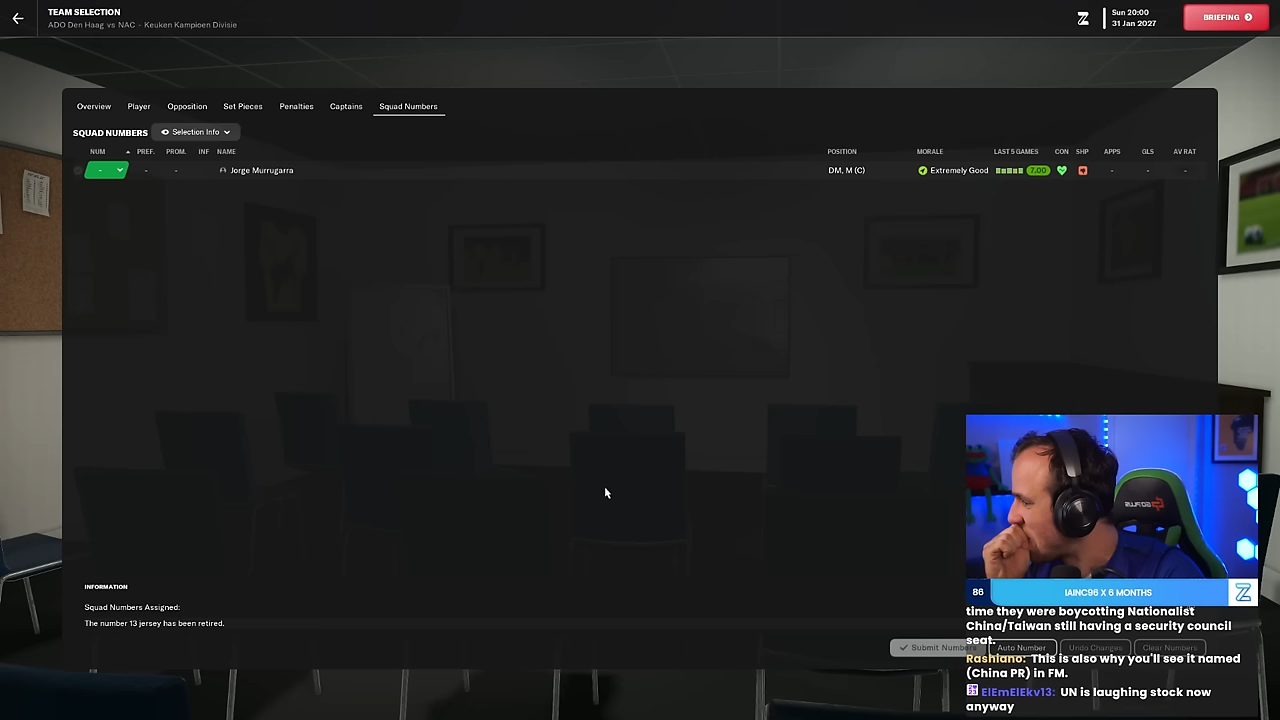 TEAM SELECTION
ADO Den Haag vs NAC - Keuken Kampioen Divisie
Sun 20:00
31 Jan 2027
BRIEFING
Overview Player Opposition Set Pieces Penalties Captains Squad Numbers
SQUAD NUMBERS Selection Info
NUM PREF. PROM. INF NAME POSITION MORALE LAST 5 GAMES CON SHP APPS GLS AV RAT
- - - Jorge Murrugarra DM, M (C) Extremely Good 7.00 - - -
INFORMATION
Squad Numbers Assigned:
The number 13 jersey has been retired.
Submit Numbers Auto Number Undo Changes Clear Numbers
86 IAINC96 X 6 MONTHS Z
time they were boycotting Nationalist
China/Taiwan still having a security council
seat.
Rashiano: This is also why you'll see it named
(China PR) in FM.
ElEmElEkv13: UN is laughing stock now
anyway